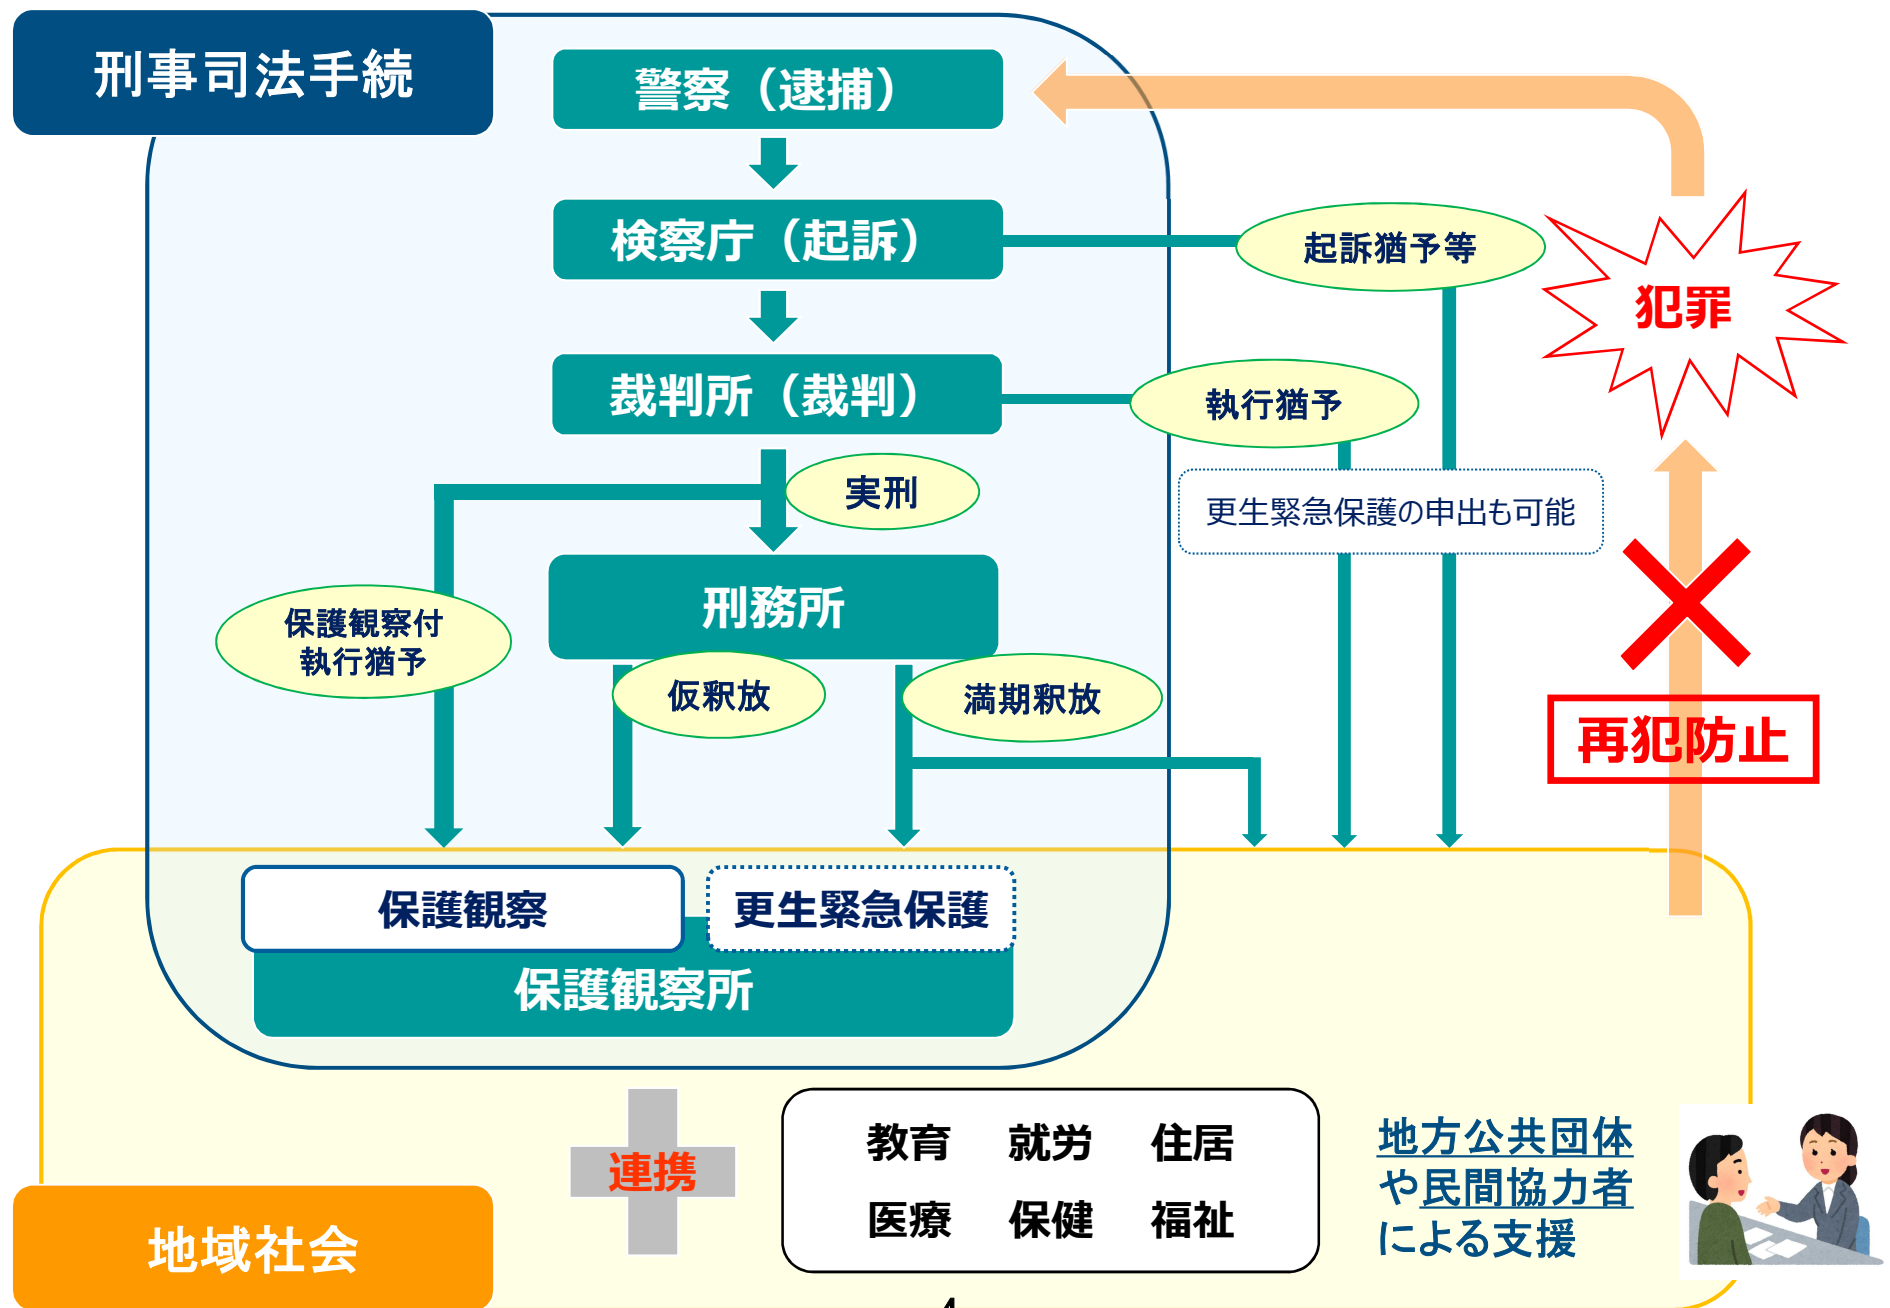 刑事司法手続
警察（逮捕）
検察庁（起訴）
起訴猶予等
犯罪
裁判所（裁判）
執行猶予
実刑
更生緊急保護の申出も可能
刑務所
保護観察付
執行猶予
仮釈放
満期釈放
再犯防止
保護観察
更生緊急保護
保護観察所
連携
教育 就労 住居
医療 保健 福祉
地方公共団体
や民間協力者
による支援
地域社会